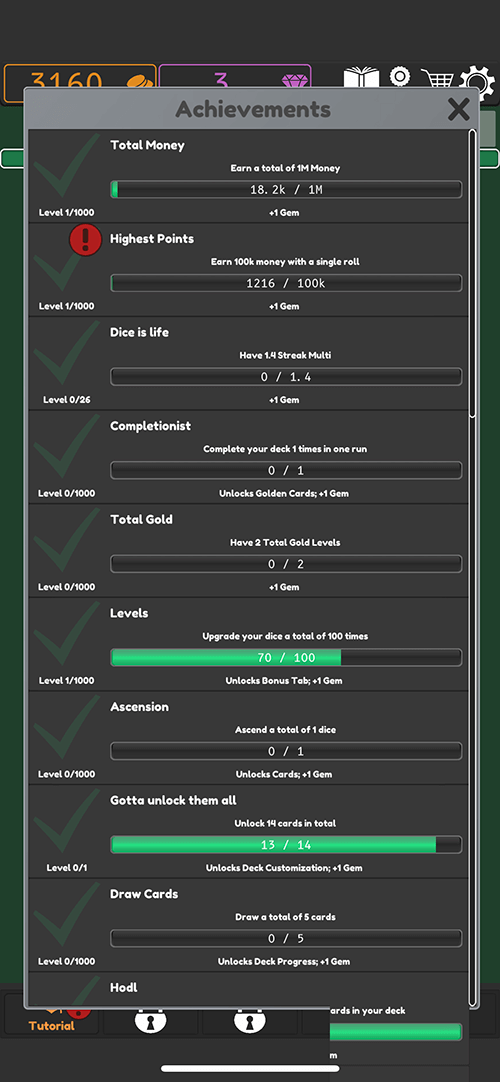 3160
3
Achievements
Total Money
Earn a total of 1M Money
18.2k / 1M
Level 1/1000
+1 Gem
Highest Points
Earn 100k money with a single roll
1216 / 100k
Level 1/1000
+1 Gem
Dice is life
Have 1.4 Streak Multi
0 / 1.4
Level 0/26
+1 Gem
Completionist
Complete your deck 1 times in one run
0 / 1
Level 0/1000
Unlocks Golden Cards; +1 Gem
Total Gold
Have 2 Total Gold Levels
0 / 2
Level 0/1000
+1 Gem
Levels
Upgrade your dice a total of 100 times
70 / 100
Level 1/1000
Unlocks Bonus Tab; +1 Gem
Ascension
Ascend a total of 1 dice
0 / 1
Level 0/1000
Unlocks Cards; +1 Gem
Gotta unlock them all
Unlock 14 cards in total
13 / 14
Level 0/1
Unlocks Deck Customization; +1 Gem
Draw Cards
Draw a total of 5 cards
0 / 5
Level 0/1000
Unlocks Deck Progress; +1 Gem
Hodl
ards in your deck
Tutorial
m